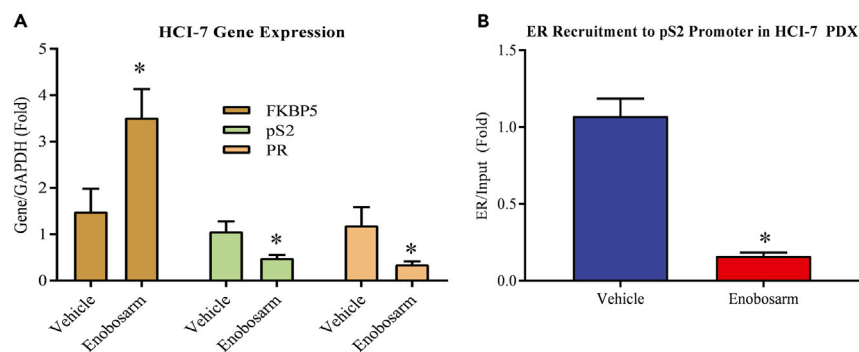 A
HCI-7 Gene Expression
Gene/GAPDH (Fold)
5
4
3
2
1
0
*
*
*
FKBP5
pS2
PR
Vehicle
Enobosarm
Vehicle
Enobosarm
Vehicle
Enobosarm
B
ER Recruitment to pS2 Promoter in HCI-7 PDX
ER/Input (Fold)
1.5
1.0
0.5
0.0
*
Vehicle
Enobosarm